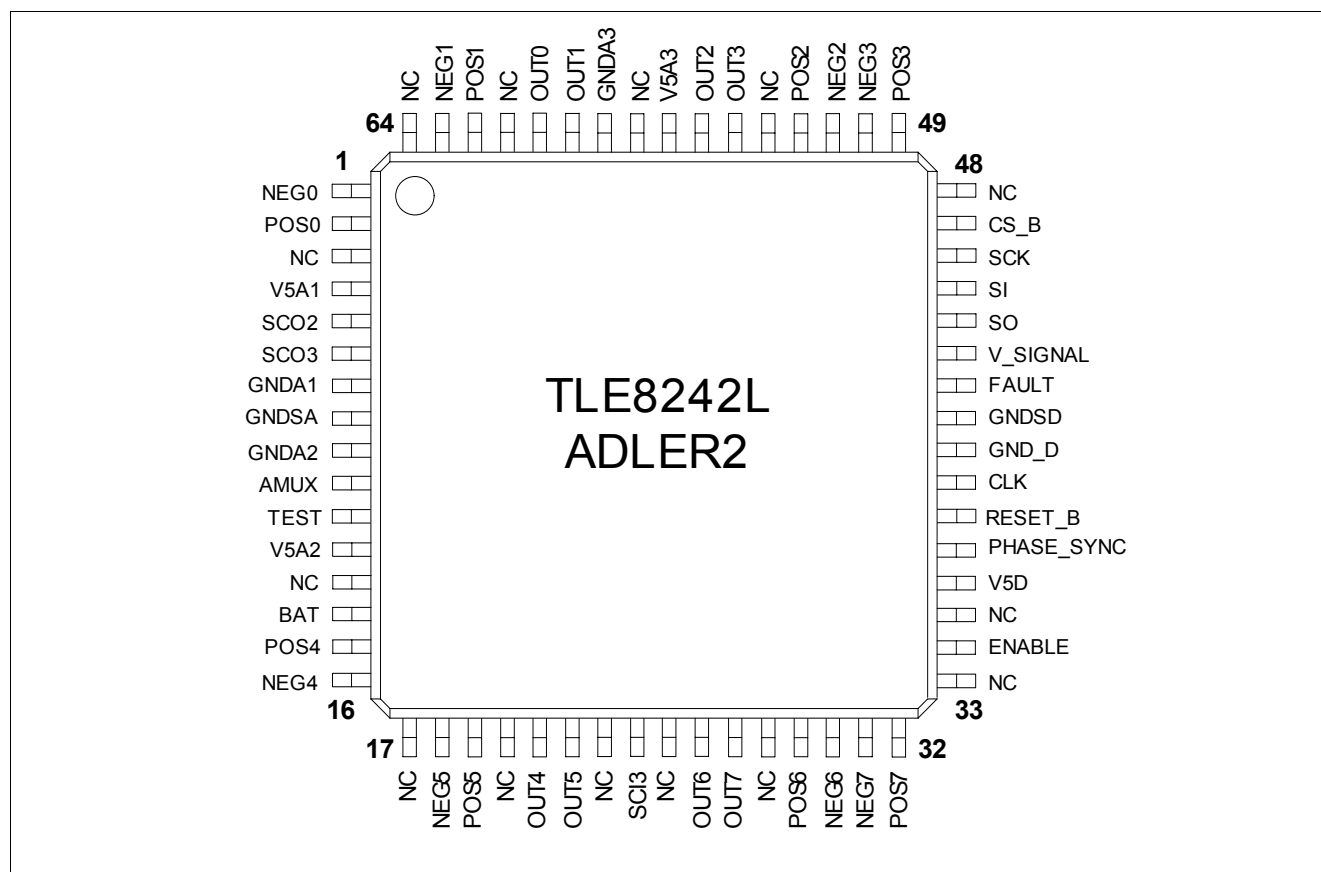 NC NEG1 POS1 NC OUT0 OUT1 GNDA3 NC V5A3 OUT2 OUT3 NC POS2 NEG2 NEG3 POS3
64 49
1 48
NEG0 NC
POS0 CS_B
NC SCK
V5A1 SI
SCO2 SO
SCO3 V_SIGNAL
GNDA1 FAULT
GNDSA GNDSD
GNDA2 GND_D
AMUX CLK
TEST RESET_B
V5A2 PHASE_SYNC
NC V5D
BAT NC
POS4 ENABLE
NEG4 NC
TLE8242L
ADLER2
16 33
17 32
NC NEG5 POS5 NC OUT4 OUT5 NC SCI3 NC OUT6 OUT7 NC POS6 NEG6 NEG7 POS7